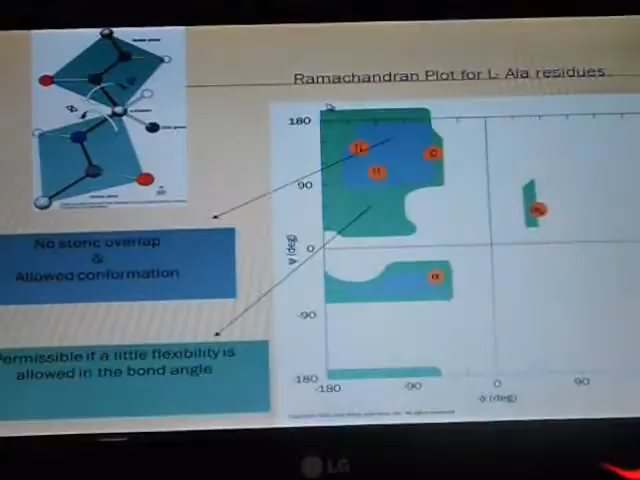 Ramachandran Plot for L- Ala residues
No steric overlap
&
Allowed conformation
Permissible if a little flexibility is
allowed in the bond angle
180
90
0
-90
-180
ψ (deg)
-180
-90
0
90
ϕ (deg)
C
α
LG